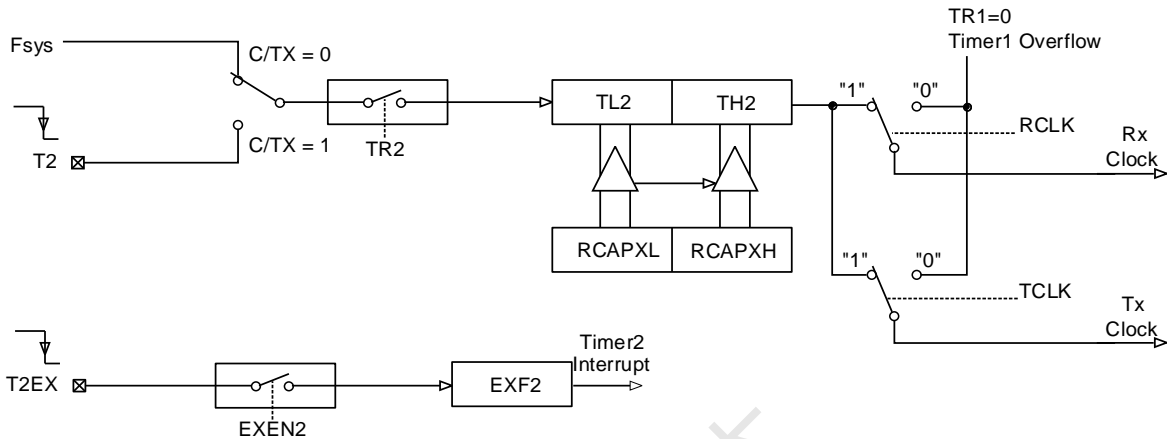 TR1=0
Timer1 Overflow
Fsys
C/TX = 0
"1"
"0"
TL2
TH2
RCLK
Rx
Clock
T2
C/TX = 1
TR2
RCAPXL
RCAPXH
"1"
"0"
TCLK
Tx
Clock
Timer2
Interrupt
T2EX
EXF2
EXEN2